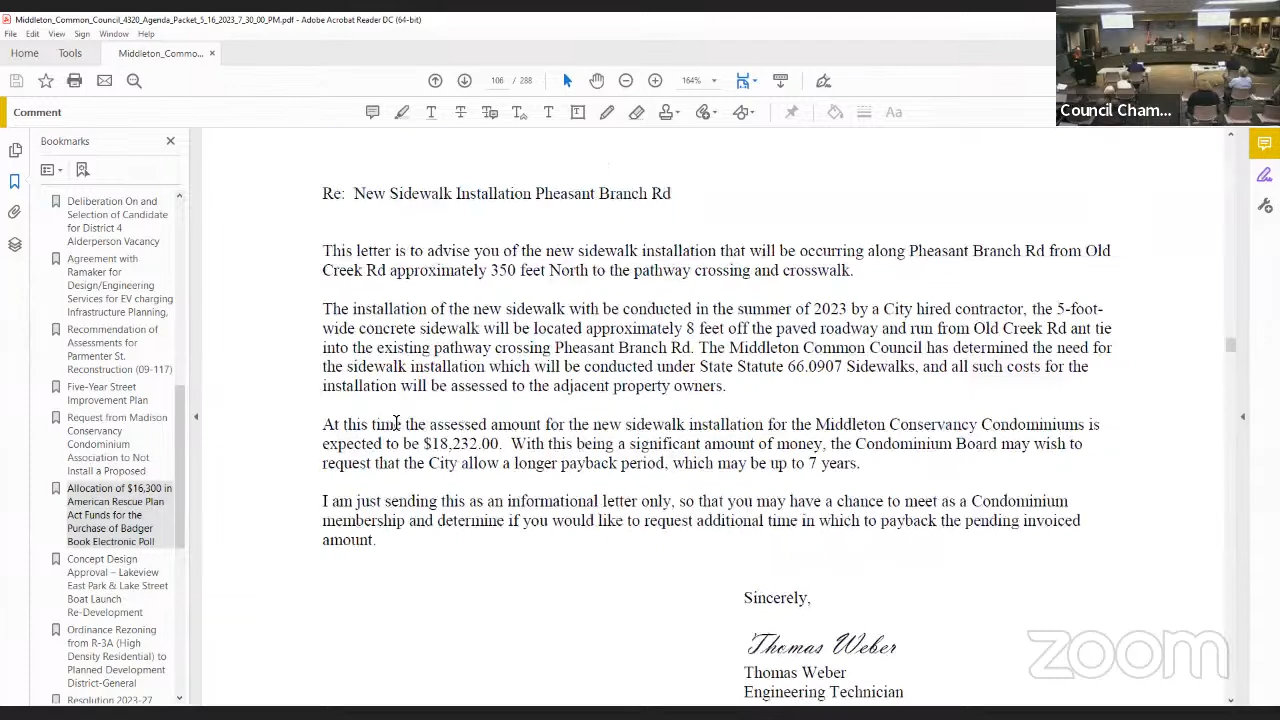 Middleton_Common_Council_4320_Agenda_Packet_5_16_2023_7_30_00_PM.pdf - Adobe Acrobat Reader DC (64-bit)
File Edit View Sign Window Help
Home Tools Middleton_Commo... ×
106 / 288 164%
Comment
Council Cham...
Bookmarks
Deliberation On and
Selection of Candidate
for District 4
Alderperson Vacancy
Agreement with
Ramaker for
Design/Engineering
Services for EV charging
Infrastructure Planning,
Recommendation of
Assessments for
Parmenter St.
Reconstruction (09-117)
Five-Year Street
Improvement Plan
Request from Madison
Conservancy
Condominium
Association to Not
Install a Proposed
Allocation of $16,300 in
American Rescue Plan
Act Funds for the
Purchase of Badger
Book Electronic Poll
Concept Design
Approval – Lakeview
East Park & Lake Street
Boat Launch
Re-Development
Ordinance Rezoning
from R-3A (High
Density Residential) to
Planned Development
District-General
Resolution 2023-27
Re: New Sidewalk Installation Pheasant Branch Rd
This letter is to advise you of the new sidewalk installation that will be occurring along Pheasant Branch Rd from Old
Creek Rd approximately 350 feet North to the pathway crossing and crosswalk.
The installation of the new sidewalk with be conducted in the summer of 2023 by a City hired contractor, the 5-foot-
wide concrete sidewalk will be located approximately 8 feet off the paved roadway and run from Old Creek Rd ant tie
into the existing pathway crossing Pheasant Branch Rd. The Middleton Common Council has determined the need for
the sidewalk installation which will be conducted under State Statute 66.0907 Sidewalks, and all such costs for the
installation will be assessed to the adjacent property owners.
At this time the assessed amount for the new sidewalk installation for the Middleton Conservancy Condominiums is
expected to be $18,232.00. With this being a significant amount of money, the Condominium Board may wish to
request that the City allow a longer payback period, which may be up to 7 years.
I am just sending this as an informational letter only, so that you may have a chance to meet as a Condominium
membership and determine if you would like to request additional time in which to payback the pending invoiced
amount.
Sincerely,
Thomas Weber
Thomas Weber
Engineering Technician
zoom